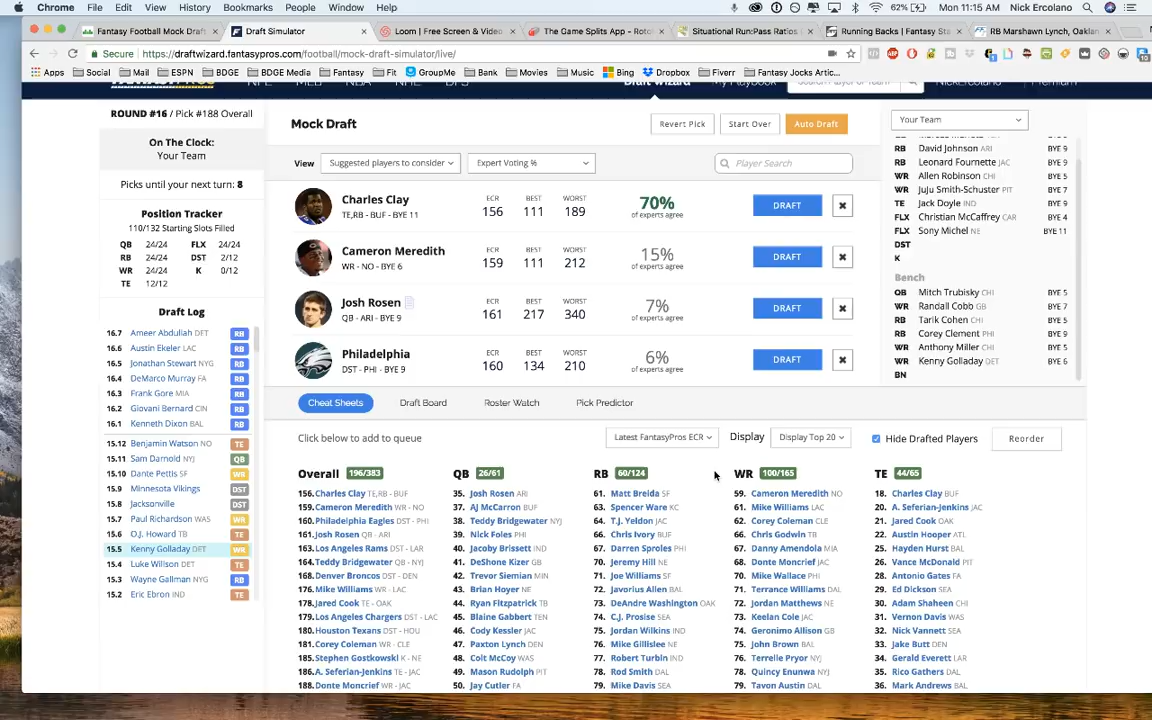 Chrome File Edit View History Bookmarks People Window Help 62% Mon 11:15 AM Nick Ercolano
Fantasy Football Mock Draft Draft Simulator Loom | Free Screen & Video The Game Splits App - Roto Situational Run:Pass Ratios Running Backs | Fantasy Sta RB Marshawn Lynch, Oaklan
Secure https://draftwizard.fantasypros.com/football/mock-draft-simulator/live/
Apps Social Mail ESPN BDGE BDGE Media Fantasy Fit GroupMe Bank Movies Music Bing Dropbox Fiverr Fantasy Jocks Artic...
ROUND #16 / Pick #188 Overall
On The Clock:
Your Team
Picks until your next turn: 8
Position Tracker
110/132 Starting Slots Filled
QB 24/24 FLX 24/24
RB 24/24 DST 2/12
WR 24/24 K 0/12
TE 12/12
Draft Log
16.7 Ameer Abdullah DET RB
16.6 Austin Ekeler LAC RB
16.5 Jonathan Stewart NYG RB
16.4 DeMarco Murray FA RB
16.3 Frank Gore MIA RB
16.2 Giovani Bernard CIN RB
16.1 Kenneth Dixon BAL RB
15.12 Benjamin Watson NO TE
15.11 Sam Darnold NYJ QB
15.10 Dante Pettis SF WR
15.9 Minnesota Vikings DST
15.8 Jacksonville DST
15.7 Paul Richardson WAS WR
15.6 O.J. Howard TB TE
15.5 Kenny Golladay DET WR
15.4 Luke Willson DET TE
15.3 Wayne Gallman NYG RB
15.2 Eric Ebron IND TE
Mock Draft Revert Pick Start Over Auto Draft
View Suggested players to consider Expert Voting % Player Search
Charles Clay
TE,RB - BUF - BYE 11
ECR 156 BEST 111 WORST 189 70% of experts agree DRAFT
Cameron Meredith
WR - NO - BYE 6
159 111 212 15% of experts agree DRAFT
Josh Rosen
QB - ARI - BYE 9
161 217 340 7% of experts agree DRAFT
Philadelphia
DST - PHI - BYE 9
160 134 210 6% of experts agree DRAFT
Your Team
RB David Johnson ARI BYE 9
RB Leonard Fournette JAC BYE 9
WR Allen Robinson CHI BYE 5
WR JuJu Smith-Schuster PIT BYE 7
TE Jack Doyle IND BYE 9
FLX Christian McCaffrey CAR BYE 4
FLX Sony Michel NE BYE 11
DST
K
Bench
QB Mitch Trubisky CHI BYE 5
WR Randall Cobb GB BYE 7
RB Tarik Cohen CHI BYE 5
RB Corey Clement PHI BYE 9
WR Anthony Miller CHI BYE 5
WR Kenny Golladay DET BYE 6
BN
Cheat Sheets Draft Board Roster Watch Pick Predictor
Click below to add to queue Latest FantasyPros ECR Display Display Top 20 Hide Drafted Players Reorder
Overall 196/383
156. Charles Clay TE,RB - BUF
159. Cameron Meredith WR - NO
160. Philadelphia Eagles DST - PHI
161. Josh Rosen QB - ARI
163. Los Angeles Rams DST - LAR
164. Teddy Bridgewater QB - NYJ
168. Denver Broncos DST - DEN
176. Mike Williams WR - LAC
178. Jared Cook TE - OAK
179. Los Angeles Chargers DST - LAC
180. Houston Texans DST - HOU
181. Corey Coleman WR - CLE
185. Stephen Gostkowski K - NE
186. A. Seferian-Jenkins TE - JAC
188. Donte Moncrief WR - JAC
QB 26/61
35. Josh Rosen ARI
37. AJ McCarron BUF
38. Teddy Bridgewater NYJ
39. Nick Foles PHI
40. Jacoby Brissett IND
41. DeShone Kizer GB
42. Trevor Siemian MIN
43. Brian Hoyer NE
44. Ryan Fitzpatrick TB
45. Blaine Gabbert TEN
46. Cody Kessler JAC
47. Paxton Lynch DEN
48. Colt McCoy WAS
49. Mason Rudolph PIT
50. Jay Cutler FA
RB 60/124
61. Matt Breida SF
63. Spencer Ware KC
64. T.J. Yeldon JAC
66. Chris Ivory BUF
67. Darren Sproles PHI
70. Jeremy Hill NE
71. Joe Williams SF
72. Javorius Allen BAL
73. DeAndre Washington OAK
74. C.J. Prosise SEA
75. Jordan Wilkins IND
76. Mike Gillislee NE
77. Robert Turbin IND
78. Rod Smith DAL
79. Mike Davis SEA
WR 100/165
59. Cameron Meredith NO
61. Mike Williams LAC
62. Corey Coleman CLE
66. Chris Godwin TB
67. Danny Amendola MIA
68. Donte Moncrief JAC
70. Mike Wallace PHI
71. Terrance Williams DAL
72. Jordan Matthews NE
73. Keelan Cole JAC
74. Geronimo Allison GB
75. John Brown BAL
76. Terrelle Pryor NYJ
78. Quincy Enunwa NYJ
79. Tavon Austin DAL
TE 44/65
18. Charles Clay BUF
20. A. Seferian-Jenkins JAC
21. Jared Cook OAK
22. Austin Hooper ATL
25. Hayden Hurst BAL
26. Vance McDonald PIT
28. Antonio Gates FA
29. Ed Dickson SEA
30. Adam Shaheen CHI
31. Vernon Davis WAS
32. Nick Vannett SEA
33. Jake Butt DEN
34. Gerald Everett LAR
35. Rico Gathers DAL
36. Mark Andrews BAL